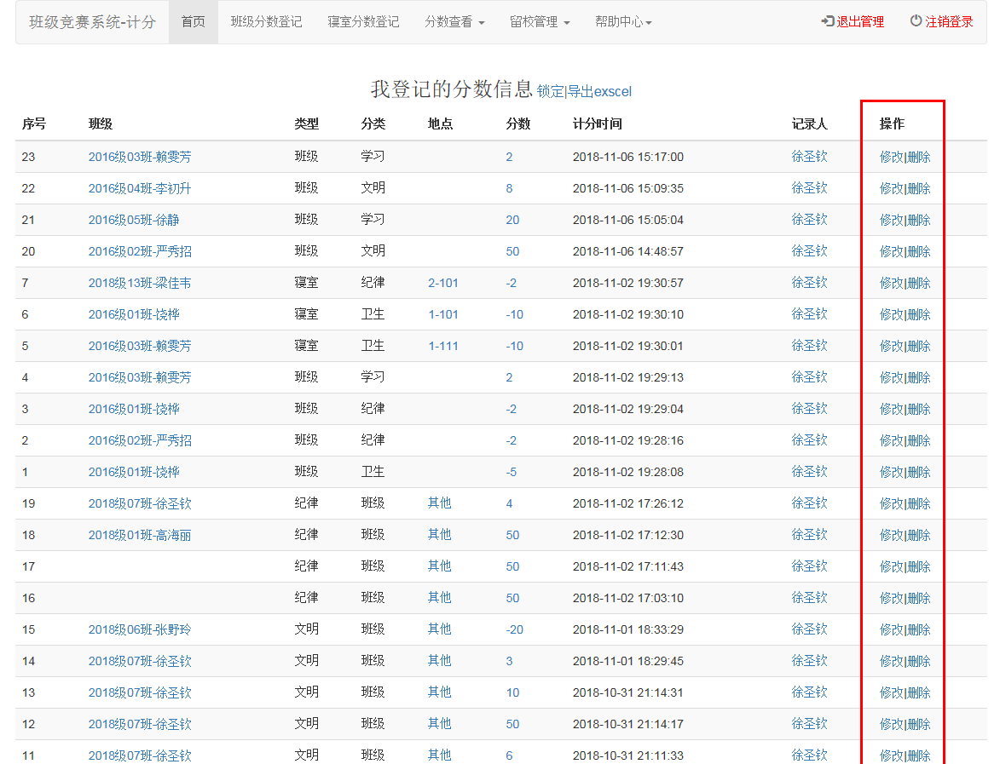 班级竞赛系统-计分 首页 班级分数登记 寝室分数登记 分数查看 留校管理 帮助中心 退出管理 注销登录
我登记的分数信息 锁定|导出exscel
序号 班级 类型 分类 地点 分数 计分时间 记录人 操作
23 2016级03班-赖雯芳 班级 学习 2 2018-11-06 15:17:00 徐圣钦 修改|删除
22 2016级04班-李初升 班级 文明 8 2018-11-06 15:09:35 徐圣钦 修改|删除
21 2016级05班-徐静 班级 学习 20 2018-11-06 15:05:04 徐圣钦 修改|删除
20 2016级02班-严秀招 班级 文明 50 2018-11-06 14:48:57 徐圣钦 修改|删除
7 2018级13班-梁佳韦 寝室 纪律 2-101 -2 2018-11-02 19:30:57 徐圣钦 修改|删除
6 2016级01班-饶桦 寝室 卫生 1-101 -10 2018-11-02 19:30:10 徐圣钦 修改|删除
5 2016级03班-赖雯芳 寝室 卫生 1-111 -10 2018-11-02 19:30:01 徐圣钦 修改|删除
4 2016级03班-赖雯芳 班级 学习 2 2018-11-02 19:29:13 徐圣钦 修改|删除
3 2016级01班-饶桦 班级 纪律 -2 2018-11-02 19:29:04 徐圣钦 修改|删除
2 2016级02班-严秀招 班级 纪律 -2 2018-11-02 19:28:16 徐圣钦 修改|删除
1 2016级01班-饶桦 班级 卫生 -5 2018-11-02 19:28:08 徐圣钦 修改|删除
19 2018级07班-徐圣钦 纪律 班级 其他 4 2018-11-02 17:26:12 徐圣钦 修改|删除
18 2018级01班-高海丽 纪律 班级 其他 50 2018-11-02 17:12:30 徐圣钦 修改|删除
17 纪律 班级 其他 50 2018-11-02 17:11:43 徐圣钦 修改|删除
16 纪律 班级 其他 50 2018-11-02 17:03:10 徐圣钦 修改|删除
15 2018级06班-张野玲 文明 班级 其他 -20 2018-11-01 18:33:29 徐圣钦 修改|删除
14 2018级07班-徐圣钦 文明 班级 其他 3 2018-11-01 18:29:45 徐圣钦 修改|删除
13 2018级07班-徐圣钦 文明 班级 其他 10 2018-10-31 21:14:31 徐圣钦 修改|删除
12 2018级07班-徐圣钦 文明 班级 其他 50 2018-10-31 21:14:17 徐圣钦 修改|删除
11 2018级07班-徐圣钦 文明 班级 其他 6 2018-10-31 21:11:33 徐圣钦 修改|删除